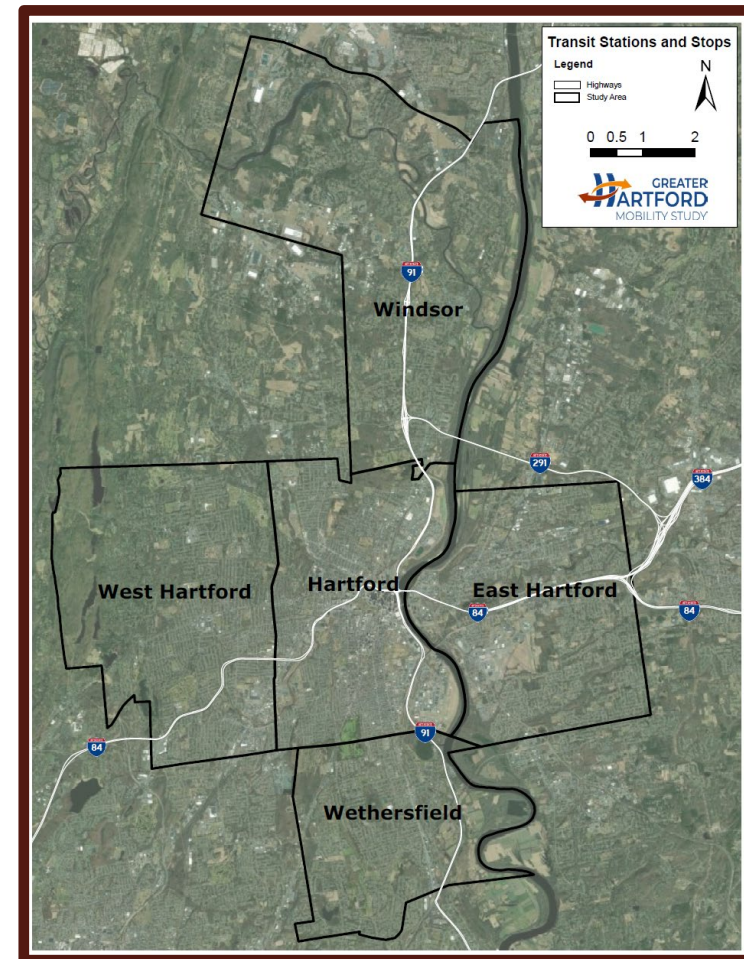 Transit Stations and Stops
Legend
N
Highways
Study Area
0 0.5 1 2
GREATER
HARTFORD
MOBILITY STUDY
91
Windsor
291
384
West Hartford
Hartford
East Hartford
84
84
91
84
Wethersfield